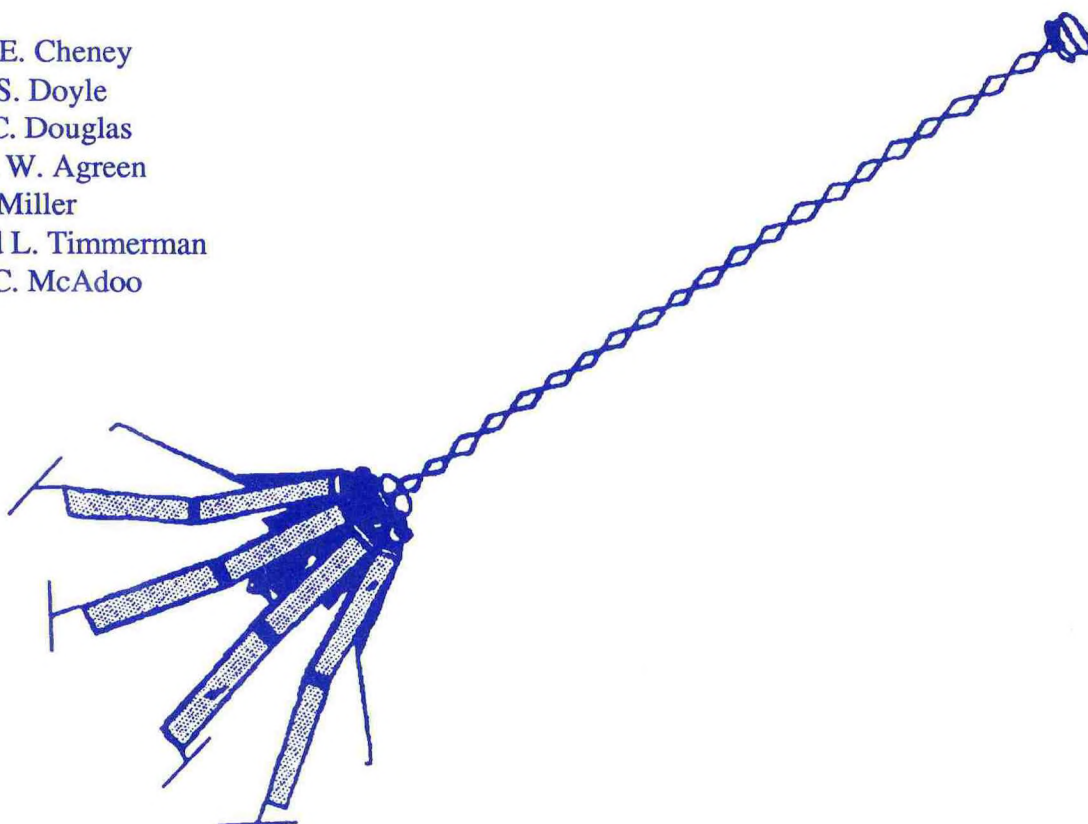 E. Cheney
S. Doyle
C. Douglas
W. Agreen
Miller
L. Timmerman
C. McAdoo